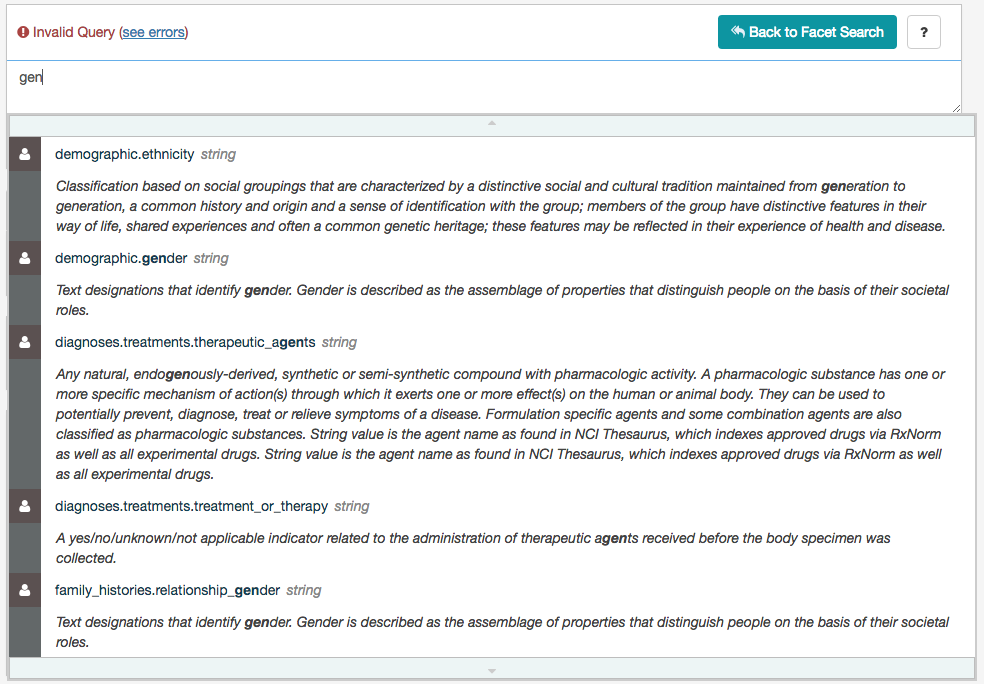 Invalid Query (see errors)
Back to Facet Search
?
gen
demographic.ethnicity string
Classification based on social groupings that are characterized by a distinctive social and cultural tradition maintained from generation to
generation, a common history and origin and a sense of identification with the group; members of the group have distinctive features in their
way of life, shared experiences and often a common genetic heritage; these features may be reflected in their experience of health and disease.
demographic.gender string
Text designations that identify gender. Gender is described as the assemblage of properties that distinguish people on the basis of their societal
roles.
diagnoses.treatments.therapeutic_agents string
Any natural, endogenously-derived, synthetic or semi-synthetic compound with pharmacologic activity. A pharmacologic substance has one or
more specific mechanism of action(s) through which it exerts one or more effect(s) on the human or animal body. They can be used to
potentially prevent, diagnose, treat or relieve symptoms of a disease. Formulation specific agents and some combination agents are also
classified as pharmacologic substances. String value is the agent name as found in NCI Thesaurus, which indexes approved drugs via RxNorm
as well as all experimental drugs. String value is the agent name as found in NCI Thesaurus, which indexes approved drugs via RxNorm as well
as all experimental drugs.
diagnoses.treatments.treatment_or_therapy string
A yes/no/unknown/not applicable indicator related to the administration of therapeutic agents received before the body specimen was
collected.
family_histories.relationship_gender string
Text designations that identify gender. Gender is described as the assemblage of properties that distinguish people on the basis of their societal
roles.